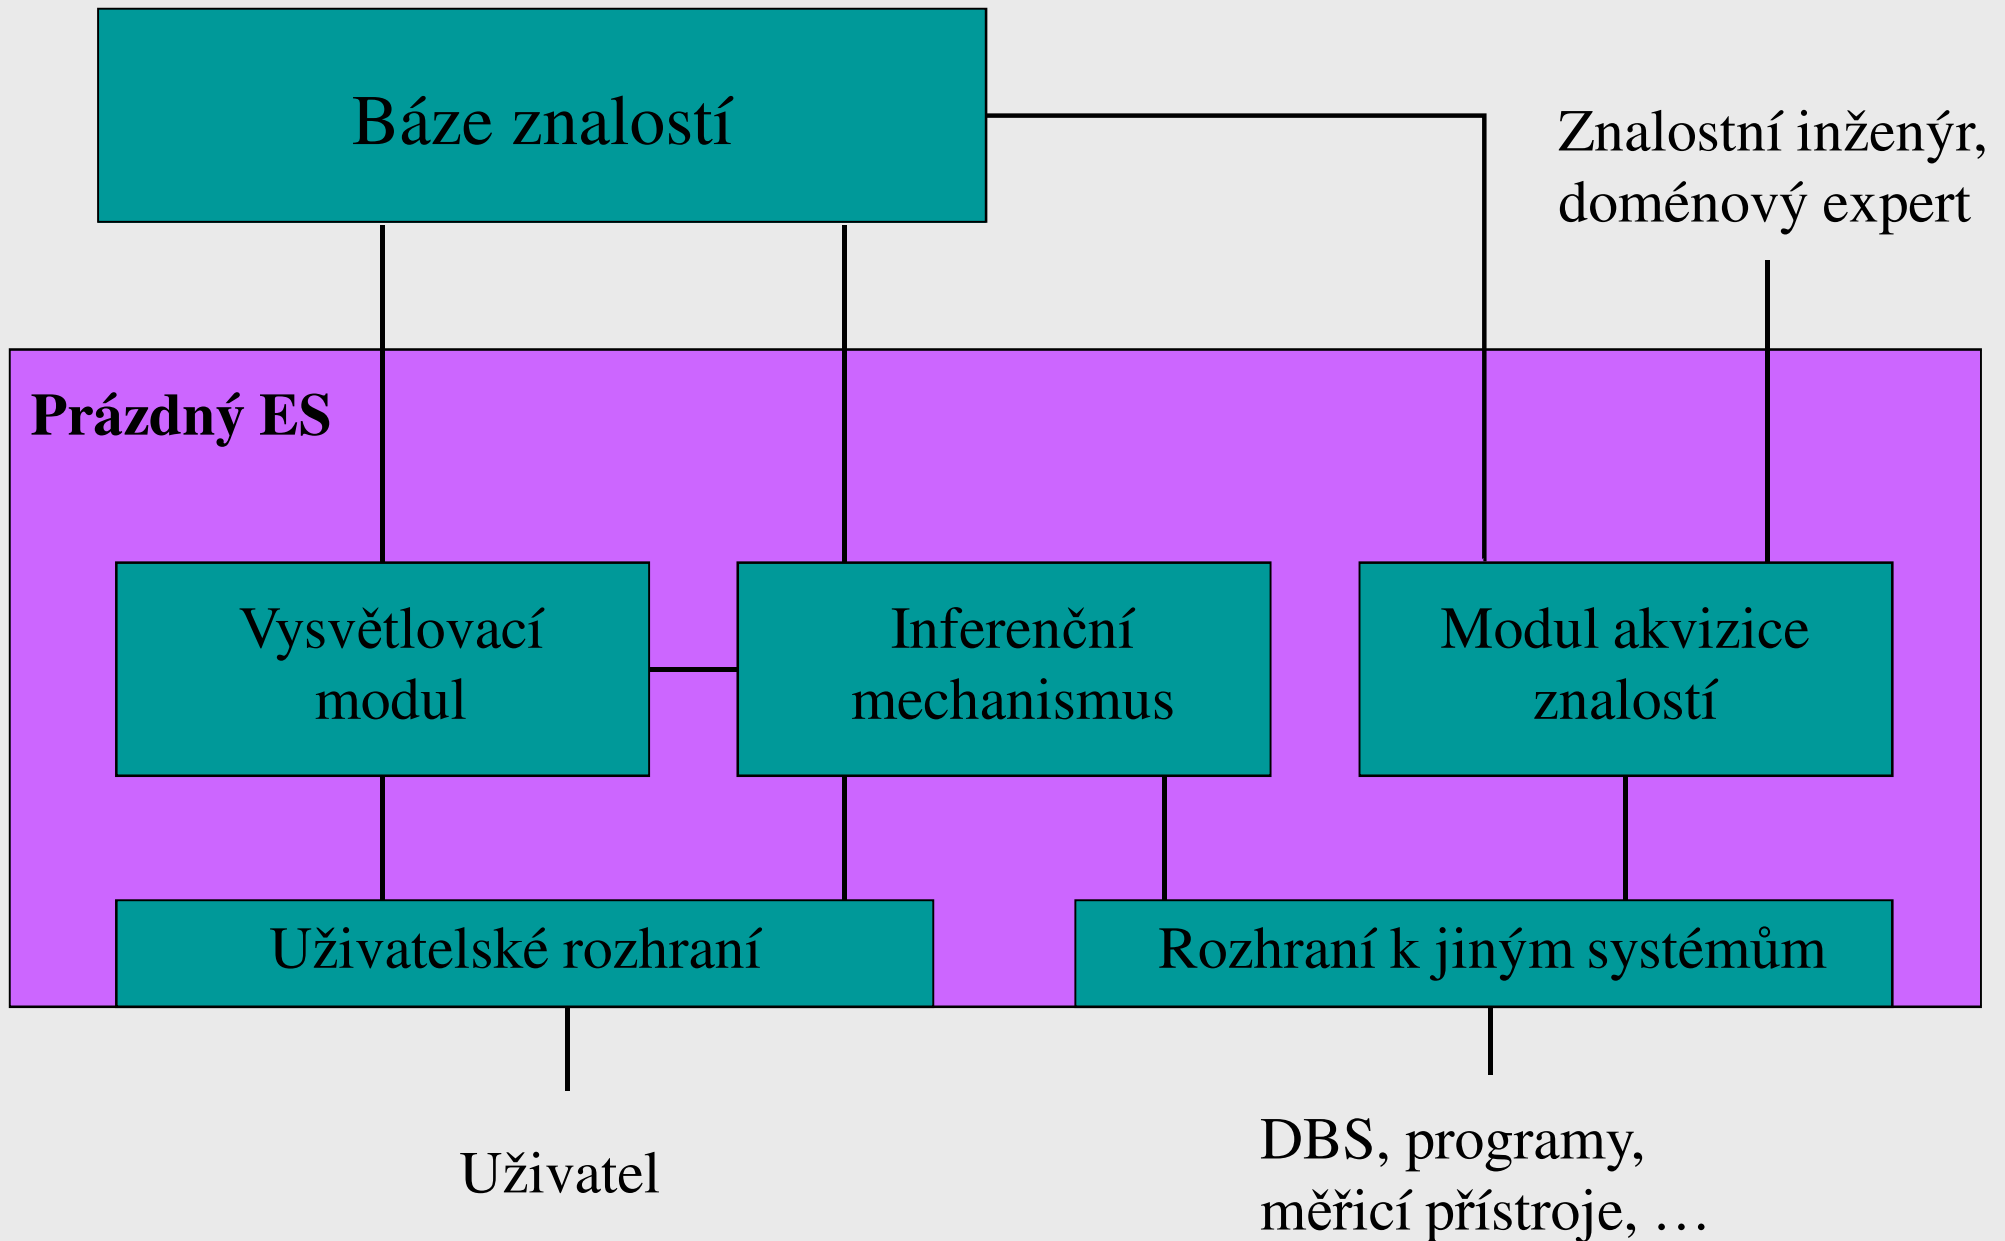 Báze znalostí
Znalostní inženýr,
doménový expert
Prázdný ES
Vysvětlovací
modul
Inferenční
mechanismus
Modul akvizice
znalostí
Uživatelské rozhraní
Rozhraní k jiným systémům
Uživatel
DBS, programy,
měřicí přístroje, …